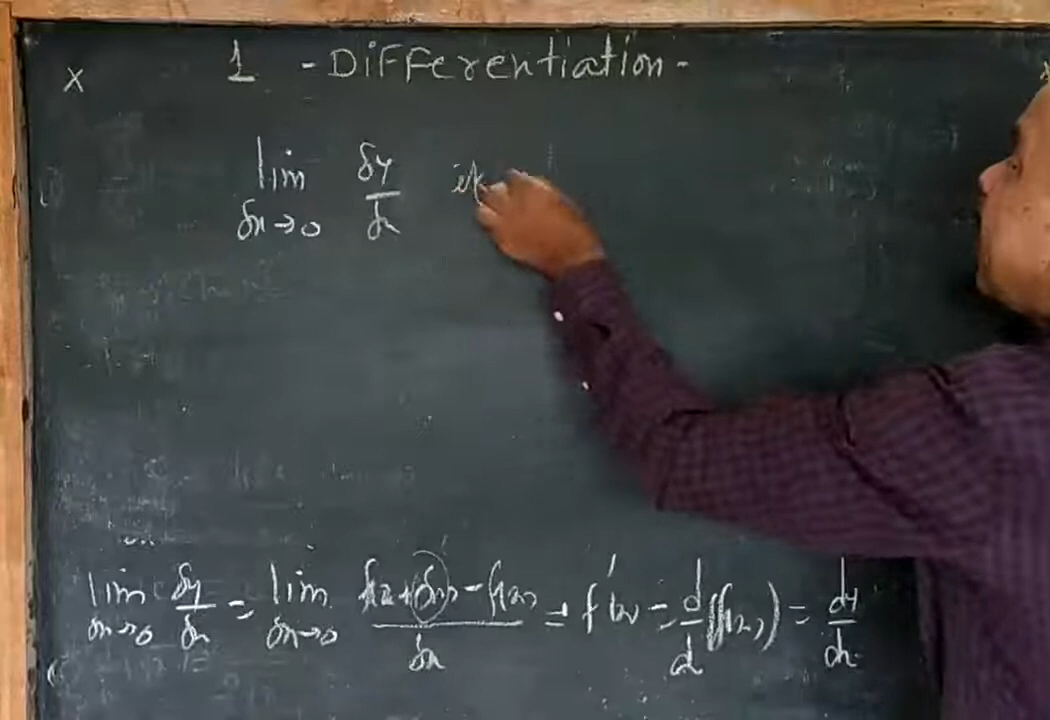 x 1 - Differentiation -
lim δy/δx if
δx→0
lim δy/δx = lim f(x+δx)-f(x)/δx = f'(x) = d/d (f(x)) = dy/dx
δx→0 δx→0